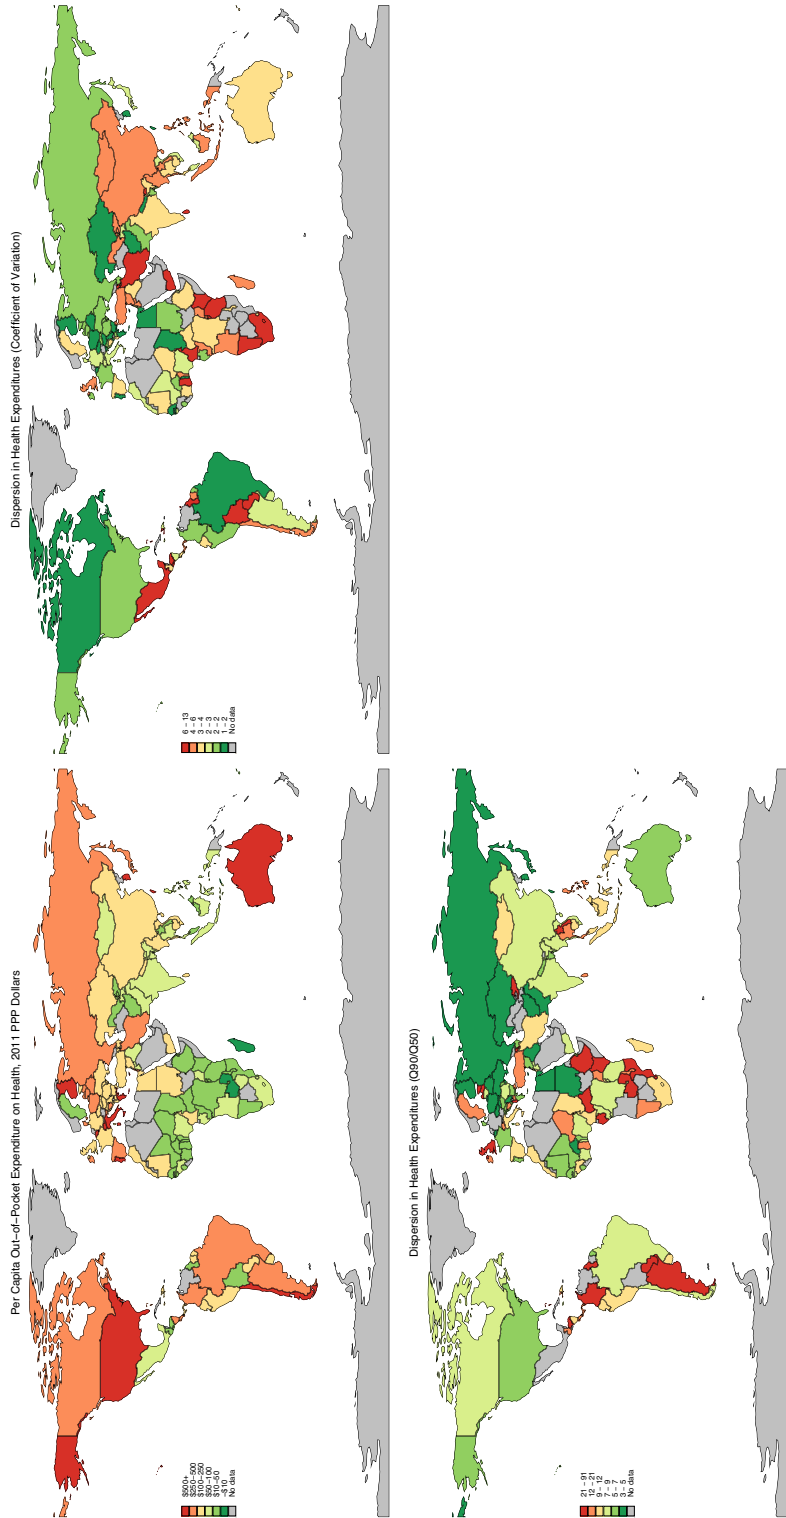 Per Capita Out−of−Pocket Expenditure on Health, 2011 PPP Dollars
$500+
$250−500
$100−250
$50−100
$10−50
−$10
No data
Dispersion in Health Expenditures (Coefficient of Variation)
6 − 13
4 − 6
3 − 4
2 − 3
2 − 2
1 − 2
No data
Dispersion in Health Expenditures (Q90/Q50)
21 − 91
12 − 21
9 − 12
7 − 9
5 − 7
3 − 5
No data